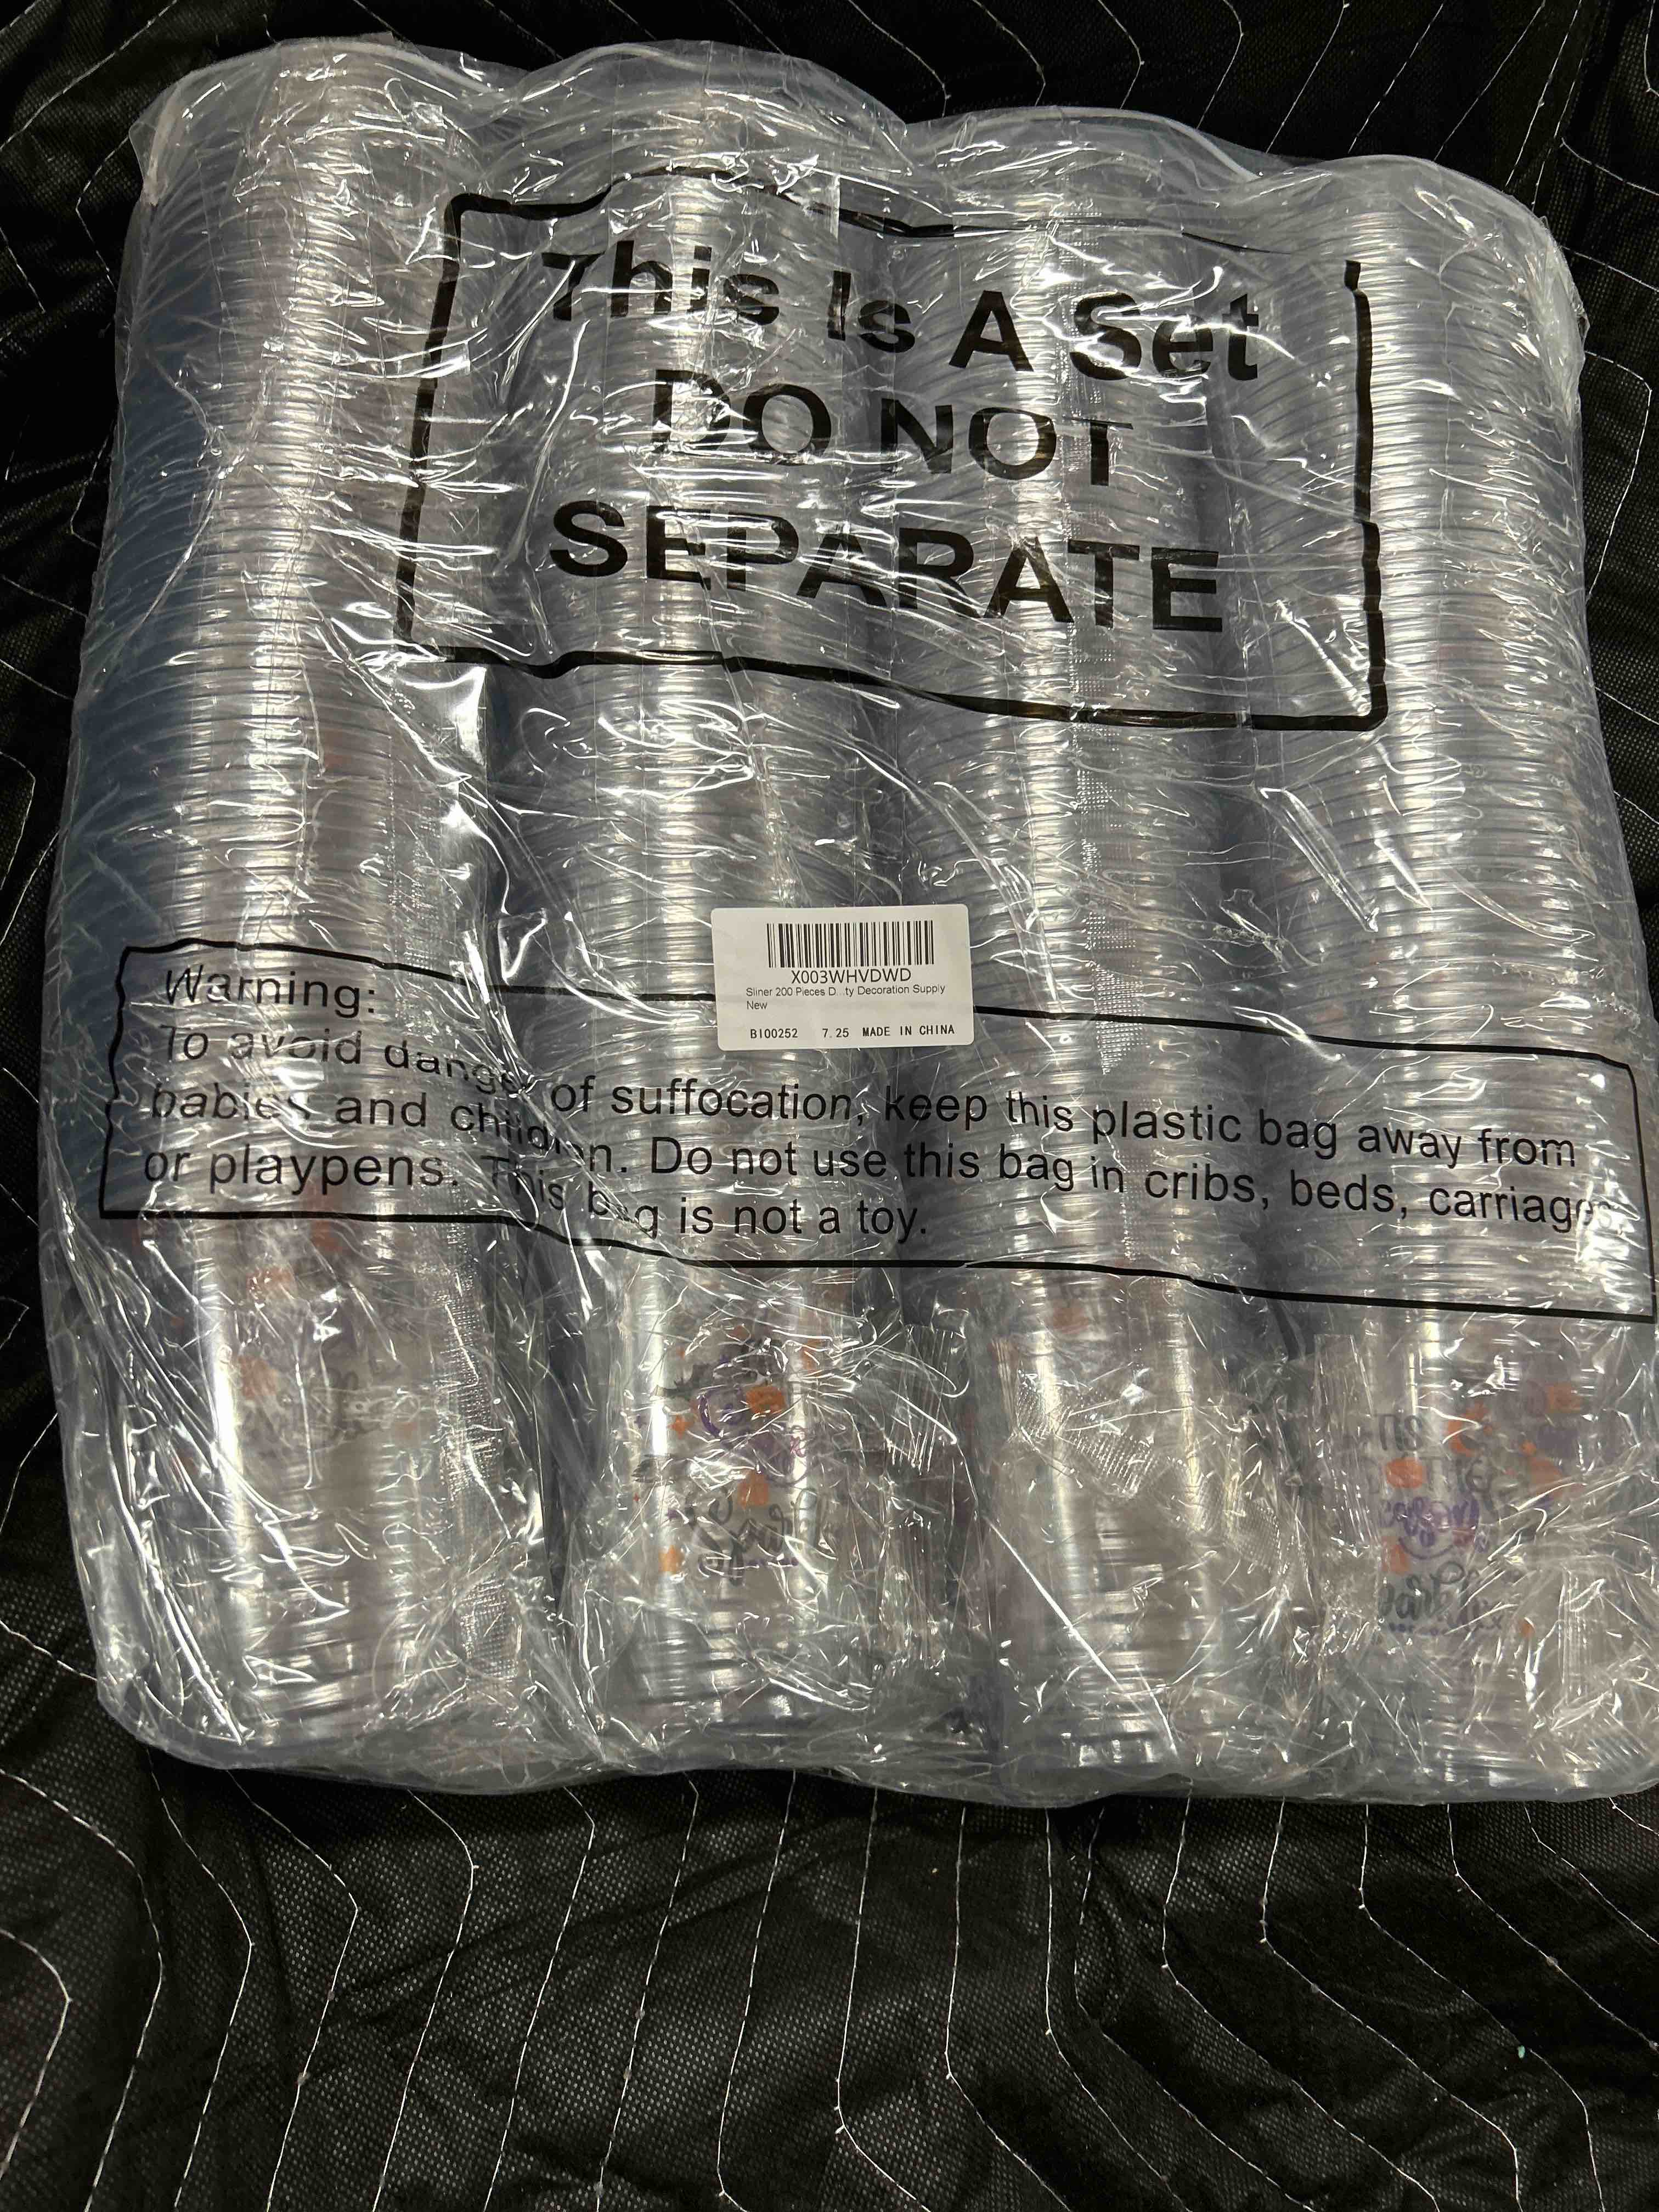 This Is A Set
DO NOT
SEPARATE
X003WHVDWD
Sliner 200 Pieces D...ty Decoration Supply
New
BI00252 7.25 MADE IN CHINA
Warning:
To avoid danger of suffocation, keep this plastic bag away from
babies and children. Do not use this bag in cribs, beds, carriages,
or playpens. This bag is not a toy.